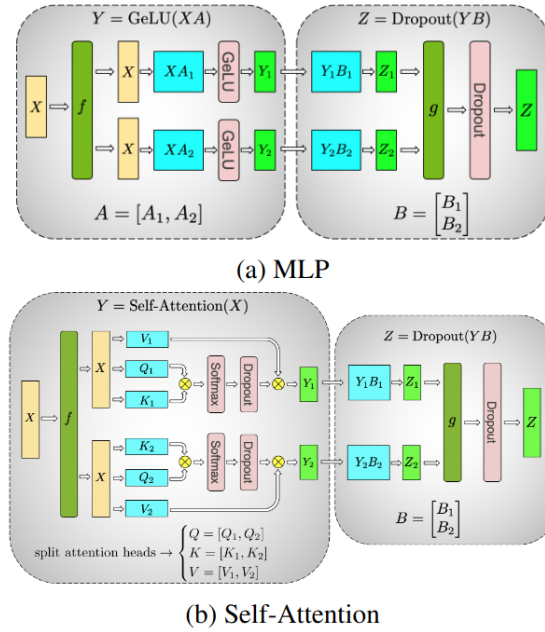 Y = GeLU(XA)
Z = Dropout(YB)
X
f
X
XA₁
GeLU
Y₁
Y₁B₁
Z₁
g
Dropout
Z
X
XA₂
GeLU
Y₂
Y₂B₂
Z₂
A = [A₁, A₂]
B = [B₁
B₂]
(a) MLP
Y = Self-Attention(X)
Z = Dropout(YB)
X
f
X
V₁
Q₁
K₁
Softmax
Dropout
Y₁
Y₁B₁
Z₁
g
Dropout
Z
X
K₂
Q₂
V₂
Softmax
Dropout
Y₂
Y₂B₂
Z₂
split attention heads → { Q = [Q₁, Q₂]
K = [K₁, K₂]
V = [V₁, V₂]
B = [B₁
B₂]
(b) Self-Attention